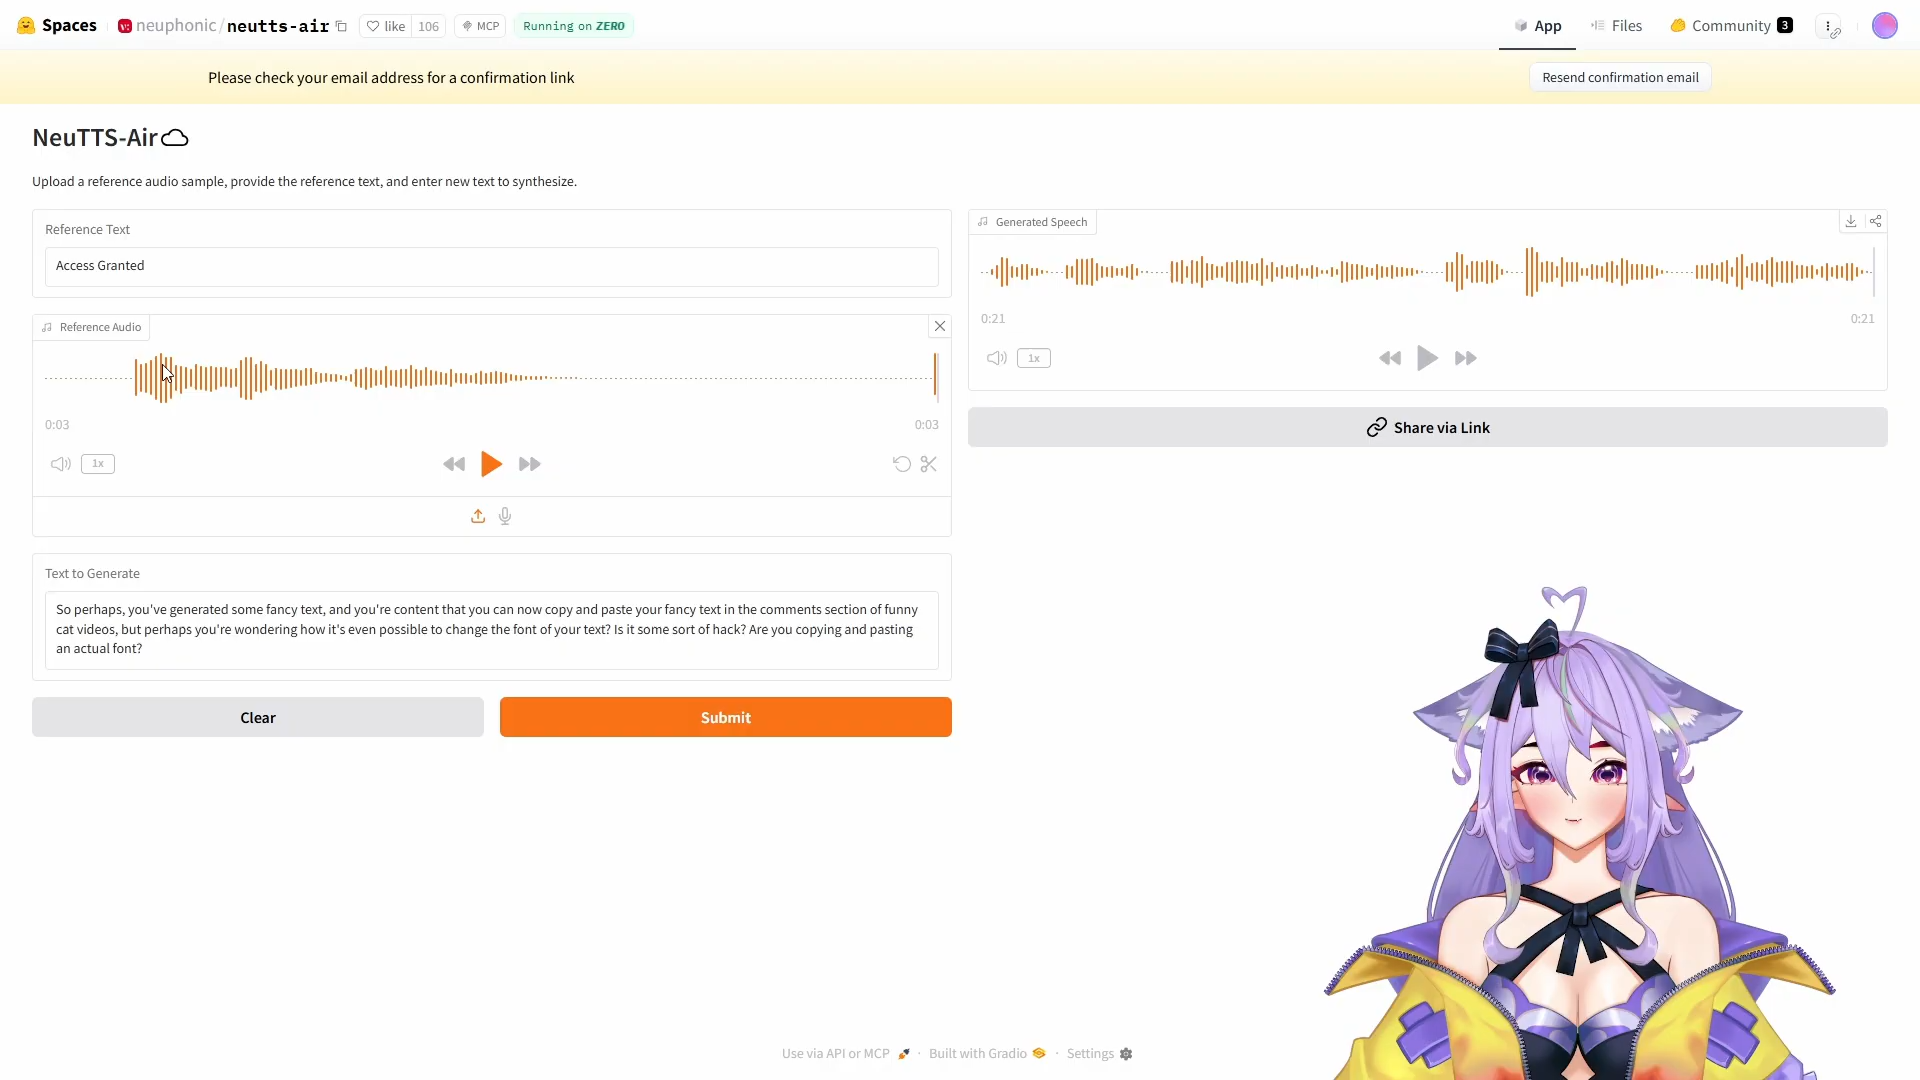 Spaces
neuphonic/neutts-air
like 106
MCP
Running on ZERO
App
Files
Community 3
Please check your email address for a confirmation link
Resend confirmation email
NeuTTS-Air
Upload a reference audio sample, provide the reference text, and enter new text to synthesize.
Reference Text
Access Granted
Reference Audio
0:03
0:03
1x
Text to Generate
So perhaps, you've generated some fancy text, and you're content that you can now copy and paste your fancy text in the comments section of funny
cat videos, but perhaps you're wondering how it's even possible to change the font of your text? Is it some sort of hack? Are you copying and pasting
an actual font?
Clear
Submit
Generated Speech
0:21
0:21
1x
Share via Link
Use via API or MCP · Built with Gradio · Settings